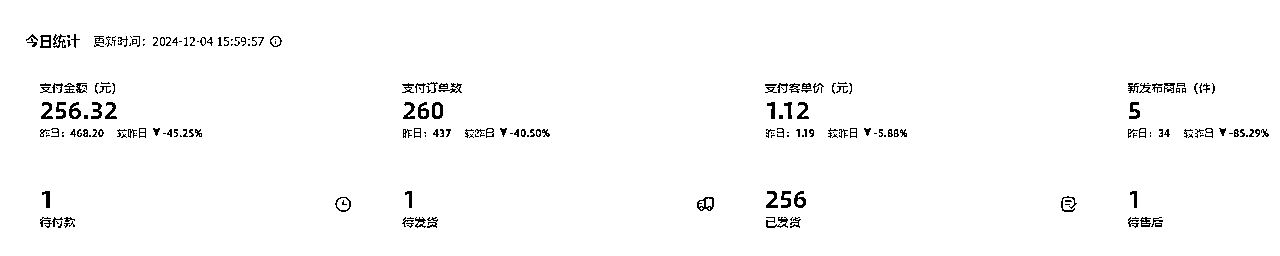 今日统计 更新时间：2024-12-04 15:59:57
支付金额（元） 支付订单数 支付客单价（元） 新发布商品（件）
256.32 260 1.12 5
昨日：468.20 较昨日 ▼-45.25% 昨日：437 较昨日 ▼-40.50% 昨日：1.19 较昨日 ▼-5.88% 昨日：34 较昨日 ▼-85.29%
1 1 256 1
待付款 待发货 已发货 待售后